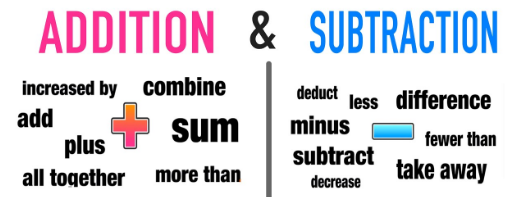 ADDITION & SUBTRACTION
increased by combine
add
plus sum
all together more than
deduct less difference
minus
fewer than
subtract take away
decrease